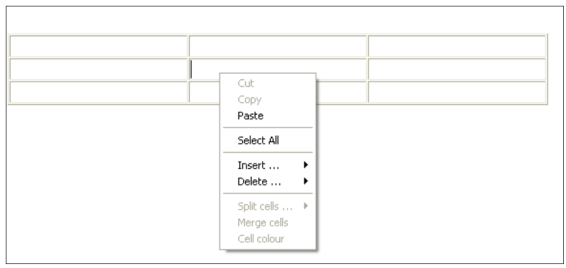 Cut
Copy
Paste
Select All
Insert ...
Delete ...
Split cells ...
Merge cells
Cell colour